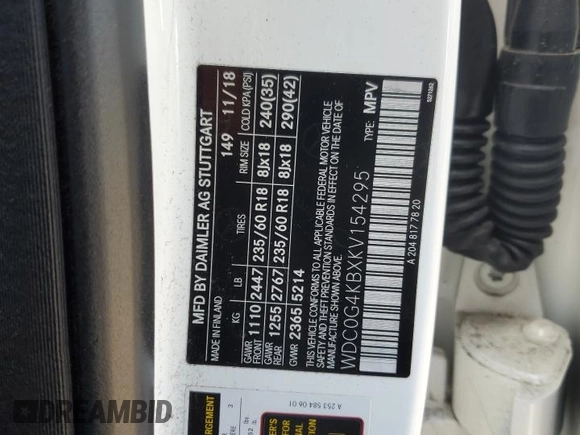 MFD BY DAIMLER AG STUTTGART
MADE IN FINLAND 149 11/18
KG LB TIRES RIM SIZE COLD KPA(PSI)
GAWR FRONT 1110 2447 235/60 R18 8Jx18 240(35)
GAWR REAR 1255 2767 235/60 R18 8Jx18 290(42)
GVWR 2365 5214
THIS VEHICLE CONFORMS TO ALL APPLICABLE FEDERAL MOTOR VEHICLE
SAFETY AND THEFT PREVENTION STANDARDS IN EFFECT ON THE DATE OF
MANUFACTURE SHOWN ABOVE.
TYPE: MPV
WDC0G4KBXKV154295
A 204 817 78 20
A 253 584 06 01
DREAMBID